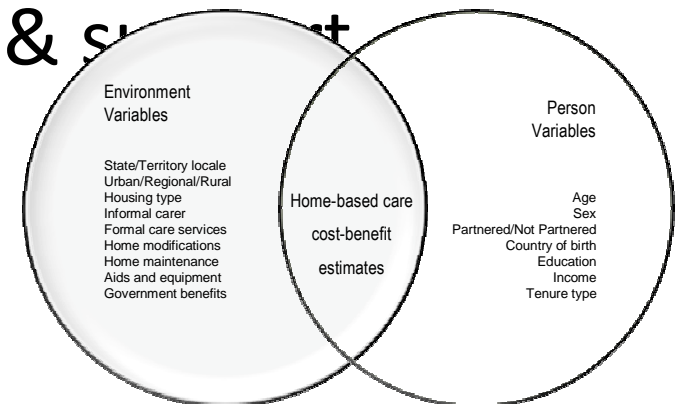 &
Environment
Variables
State/Territory locale
Urban/Regional/Rural
Housing type
Informal carer
Formal care services
Home modifications
Home maintenance
Aids and equipment
Government benefits
Home-based care
cost-benefit
estimates
Person
Variables
Age
Sex
Partnered/Not Partnered
Country of birth
Education
Income
Tenure type